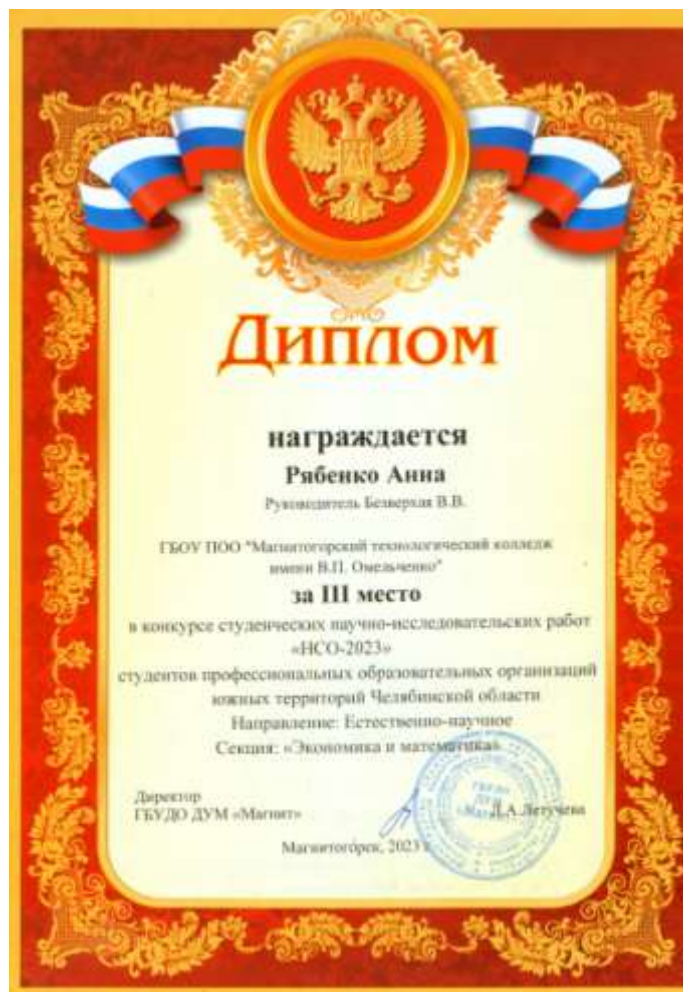 Диплом
награждается
Рябенко Анна
Руководитель Безверхая В.В.
ГБОУ ПОО "Магнитогорский технологический колледж
имени В.П. Омельченко"
за III место
в конкурсе студенческих научно-исследовательских работ
«НСО-2023»
студентов профессиональных образовательных организаций
южных территорий Челябинской области
Направление: Естественно-научное
Секция: «Экономика и математика»
Директор
ГБУДО ДУМ «Магнит»
Д.А.Летучева
Магнитогорск, 2023 г